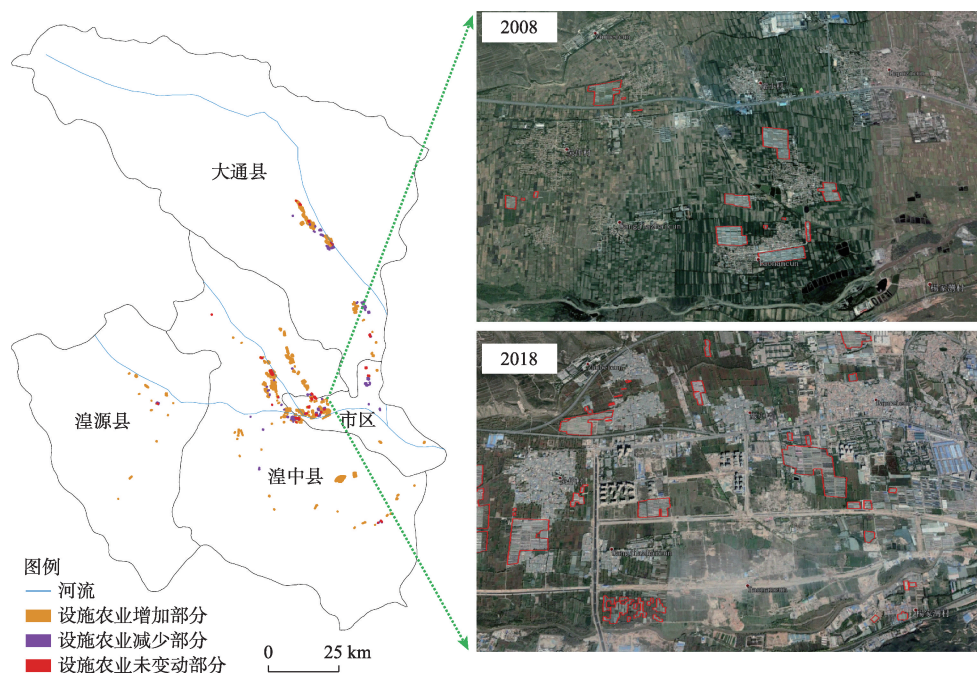 2008
大通县
市区
湟源县
湟中县
图例
河流
设施农业增加部分
设施农业减少部分
设施农业未变动部分
0 25 km
2018